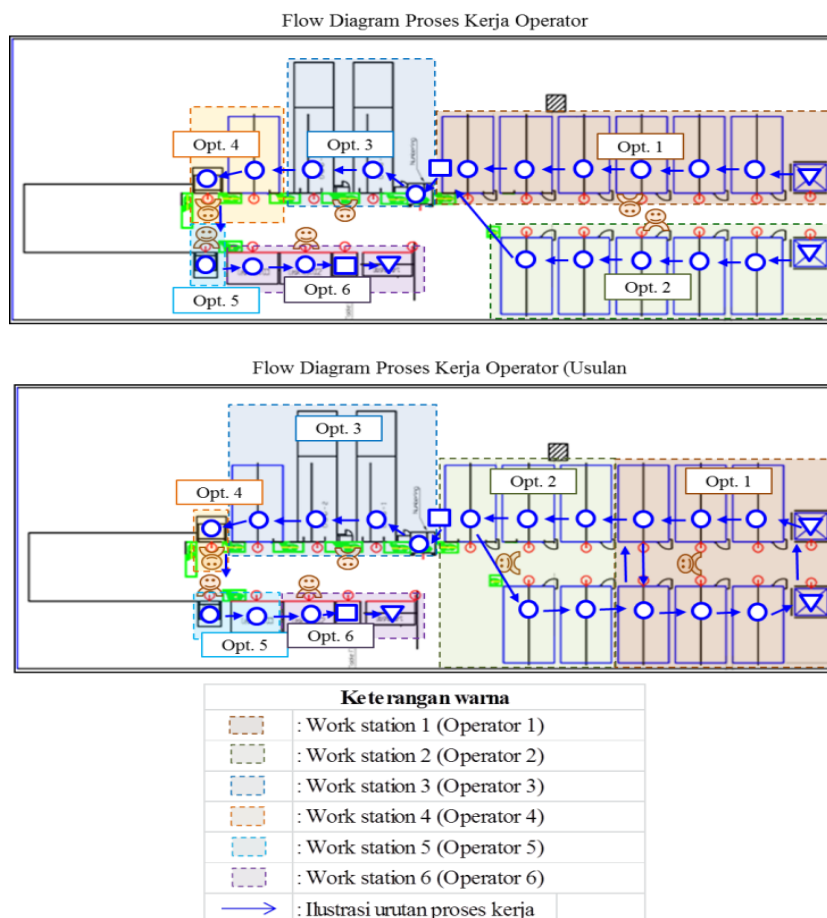 Flow Diagram Proses Kerja Operator
Opt. 4
Opt. 3
Opt. 1
Opt. 5
Opt. 6
Opt. 2
Flow Diagram Proses Kerja Operator (Usulan
Opt. 3
Opt. 4
Opt. 2
Opt. 1
Opt. 5
Opt. 6
Keterangan warna
: Work station 1 (Operator 1)
: Work station 2 (Operator 2)
: Work station 3 (Operator 3)
: Work station 4 (Operator 4)
: Work station 5 (Operator 5)
: Work station 6 (Operator 6)
: Ilustrasi urutan proses kerja